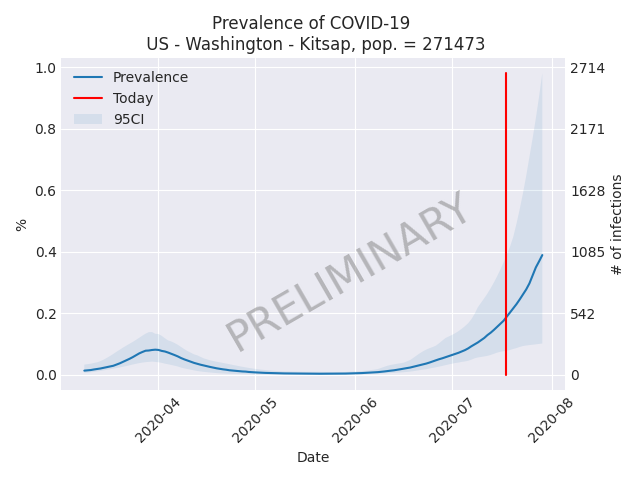 Prevalence of COVID-19
US - Washington - Kitsap, pop. = 271473
Prevalence
Today
95CI
PRELIMINARY
1.0
0.8
0.6
0.4
0.2
0.0
%
2714
2171
1628
1085
542
0
# of infections
2020-04
2020-05
2020-06
2020-07
2020-08
Date